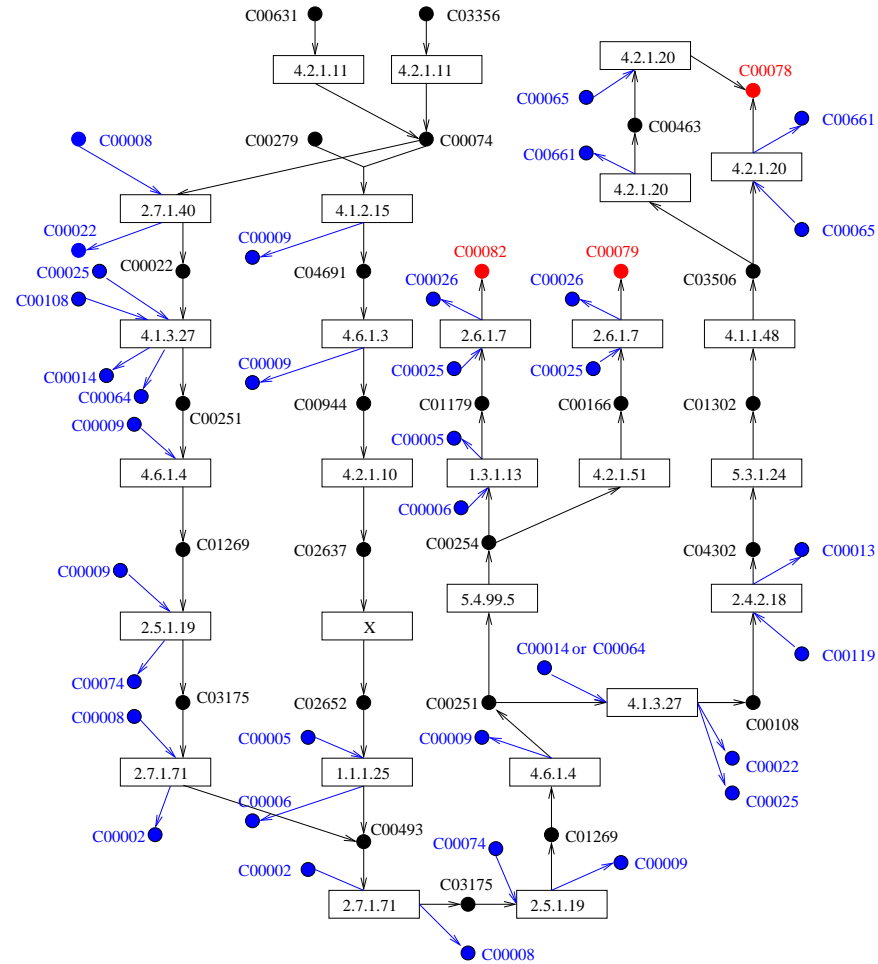 C00631
C03356
4.2.1.11
4.2.1.11
4.2.1.20
C00078
C00065
C00661
C00463
C00008
C00279
C00074
C00661
4.2.1.20
4.2.1.20
2.7.1.40
4.1.2.15
C00022
C00009
C00082
C00079
C00065
C00025
C00022
C04691
C00026
C00026
C03506
C00108
4.1.3.27
4.6.1.3
2.6.1.7
2.6.1.7
4.1.1.48
C00014
C00009
C00025
C00025
C00064
C00251
C00944
C01179
C00166
C01302
C00009
C00005
4.6.1.4
4.2.1.10
1.3.1.13
4.2.1.51
5.3.1.24
C00006
C01269
C02637
C00254
C04302
C00013
C00009
5.4.99.5
2.4.2.18
2.5.1.19
X
C00014 or C00064
C00119
C00074
C03175
C02652
C00251
4.1.3.27
C00108
C00008
C00005
C00009
C00022
2.7.1.71
1.1.1.25
4.6.1.4
C00025
C00006
C00002
C00493
C00074
C01269
C00002
C03175
C00009
2.7.1.71
2.5.1.19
C00008